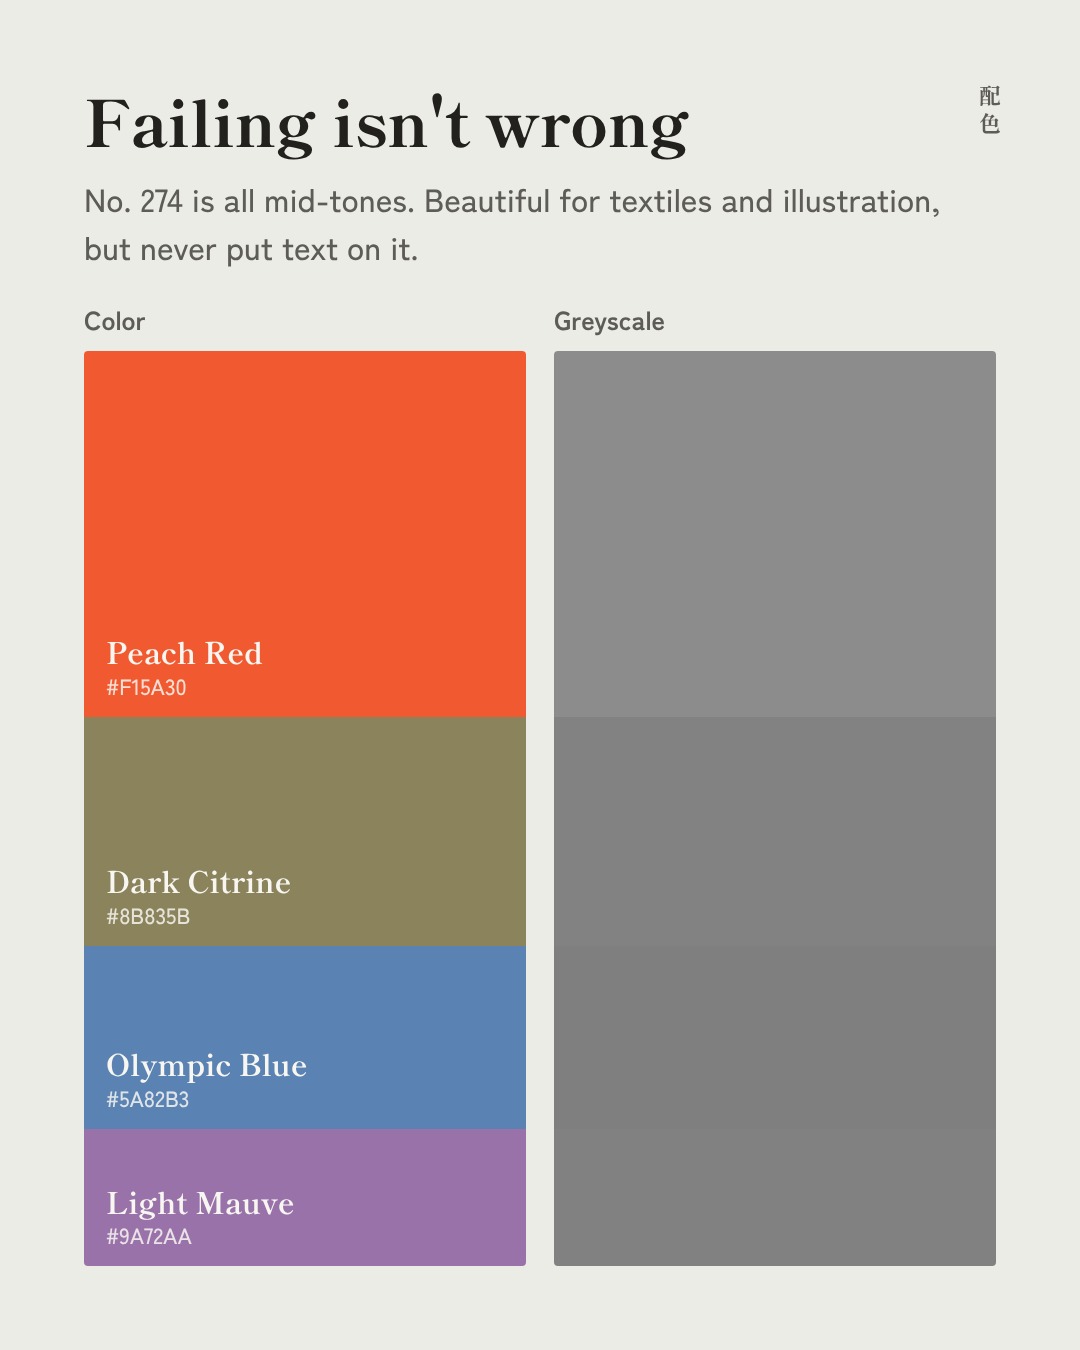 Failing isn't wrong
配色
No. 274 is all mid-tones. Beautiful for textiles and illustration,
but never put text on it.
Color
Greyscale
Peach Red
#F15A30
Dark Citrine
#8B835B
Olympic Blue
#5A82B3
Light Mauve
#9A72AA